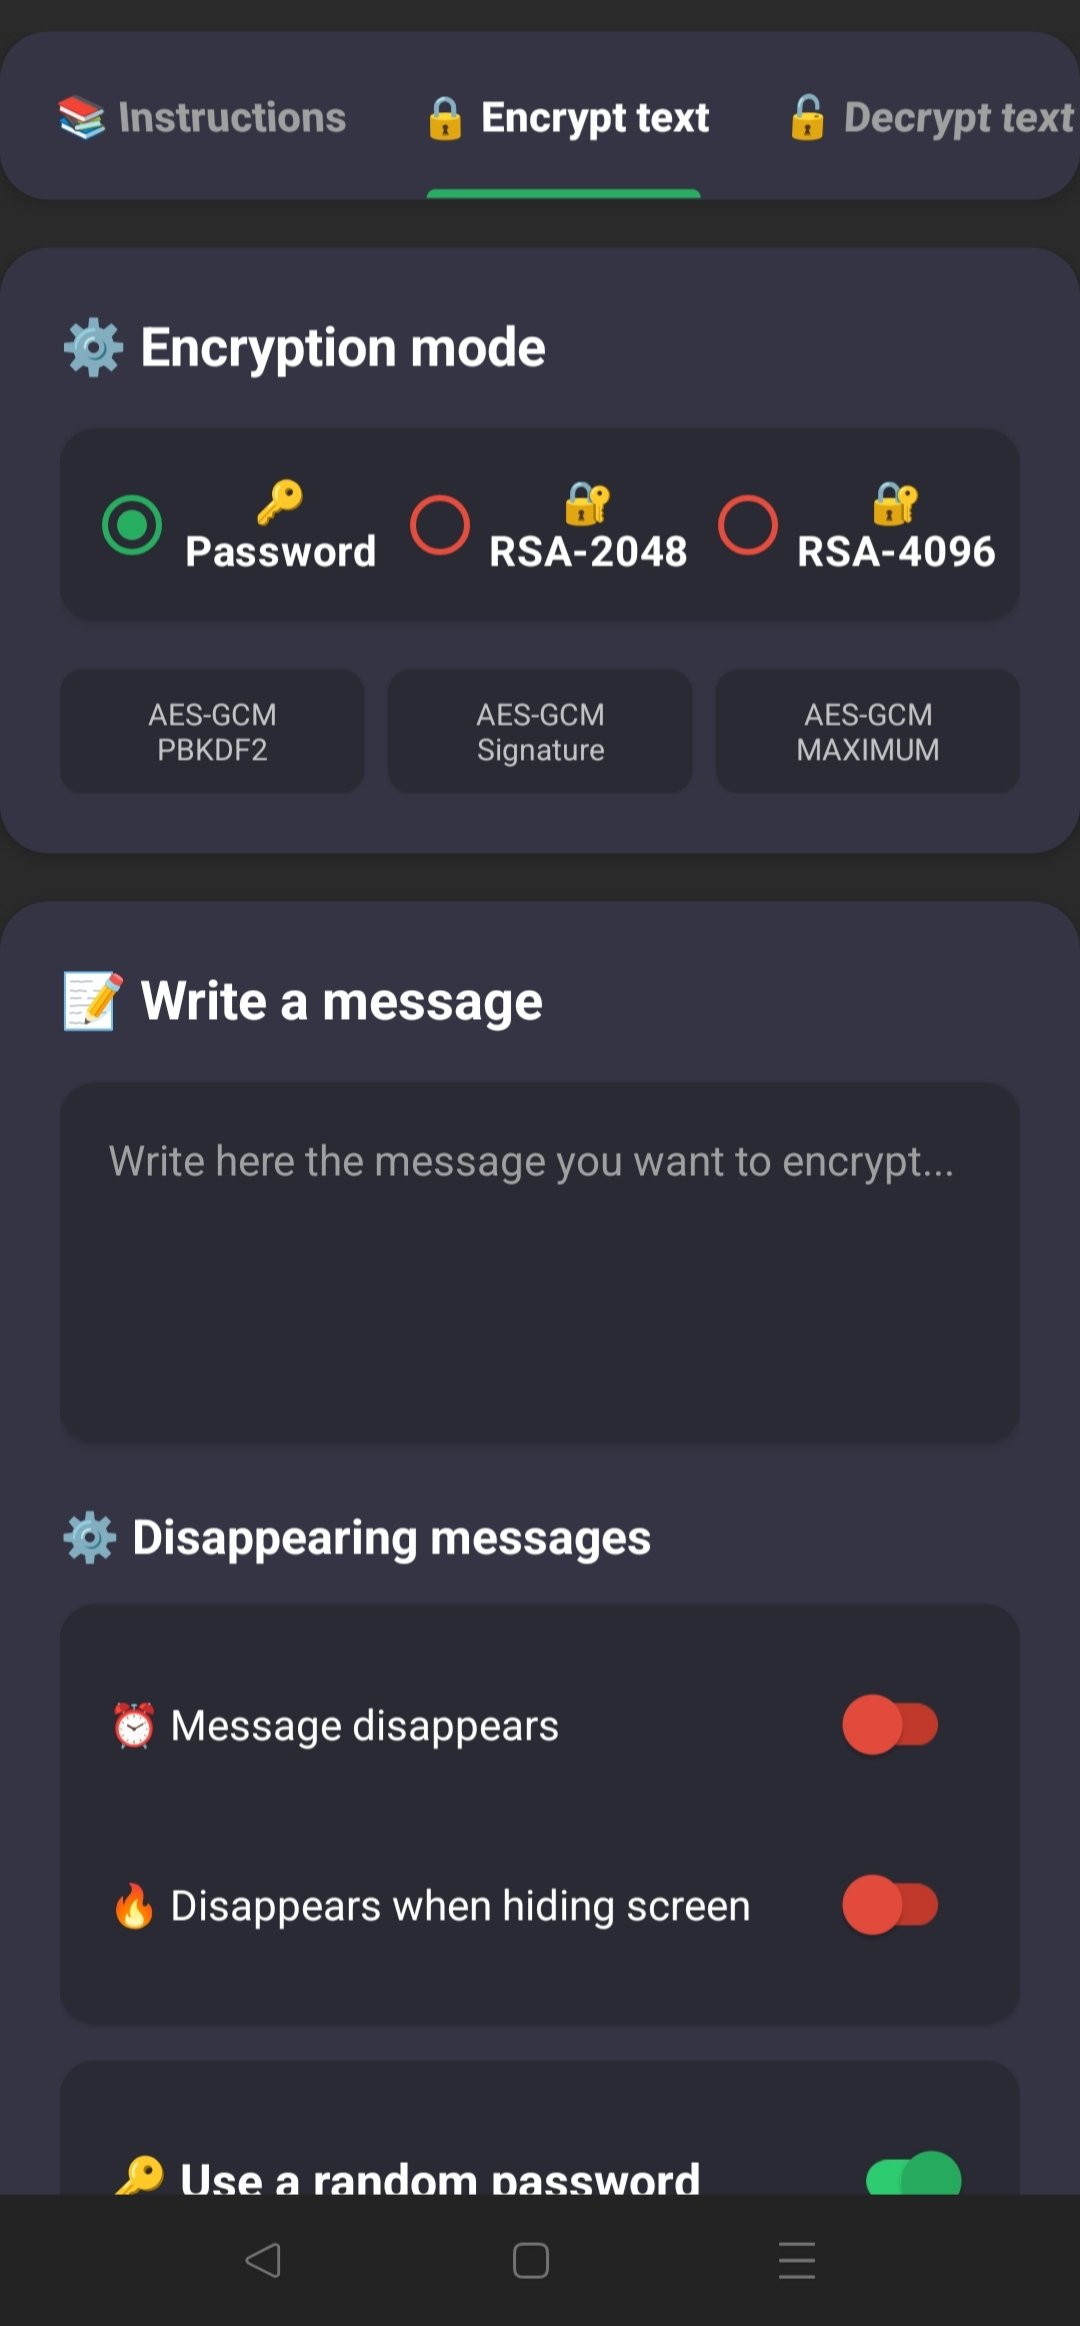 Instructions
Encrypt text
Decrypt text
Encryption mode
Password
RSA-2048
RSA-4096
AES-GCM
PBKDF2
AES-GCM
Signature
AES-GCM
MAXIMUM
Write a message
Write here the message you want to encrypt...
Disappearing messages
Message disappears
Disappears when hiding screen
Use a random password